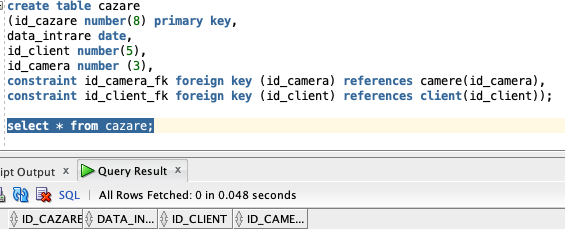 create table cazare
(id_cazare number(8) primary key,
data_intrare date,
id_client number(5),
id_camera number (3),
constraint id_camera_fk foreign key (id_camera) references camere(id_camera),
constraint id_client_fk foreign key (id_client) references client(id_client));
select * from cazare;
ipt Output x Query Result x
SQL | All Rows Fetched: 0 in 0.048 seconds
ID_CAZARE DATA_IN... ID_CLIENT ID_CAME...